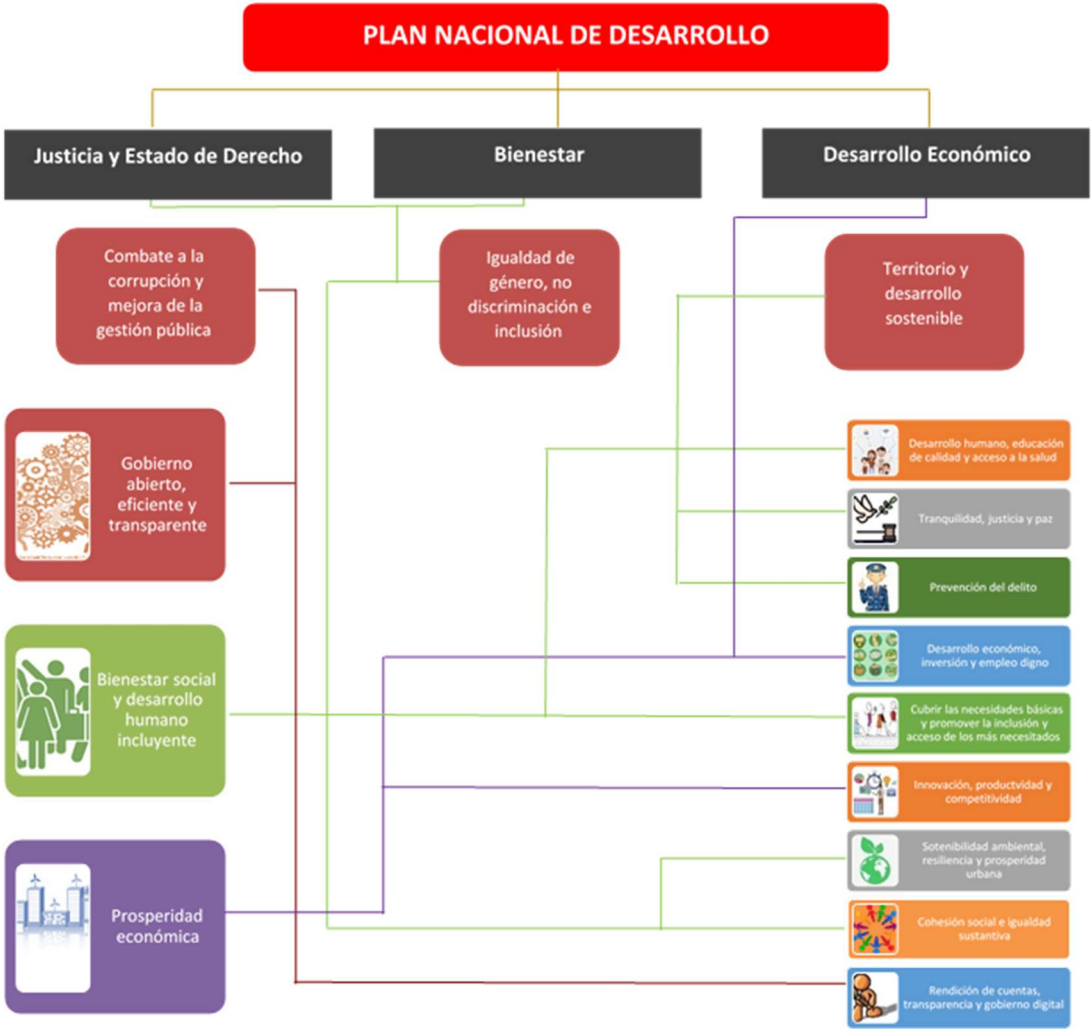 PLAN NACIONAL DE DESARROLLO
Justicia y Estado de Derecho
Bienestar
Desarrollo Económico
Combate a la
corrupción y
mejora de la
gestión pública
Igualdad de
género, no
discriminación e
inclusión
Territorio y
desarrollo
sostenible
Gobierno
abierto,
eficiente y
transparente
Bienestar social
y desarrollo
humano
incluyente
Prosperidad
económica
Desarrollo humano, educación
de calidad y acceso a la salud
Tranquilidad, justicia y paz
Prevención del delito
Desarrollo económico,
inversión y empleo digno
Cubrir las necesidades básicas
y promover la inclusión y
acceso de los más necesitados
Innovación, productvidad y
competitividad
Sotenibilidad ambiental,
resiliencia y prosperidad
urbana
Cohesión social e igualdad
sustantiva
Rendición de cuentas,
transparencia y gobierno digital